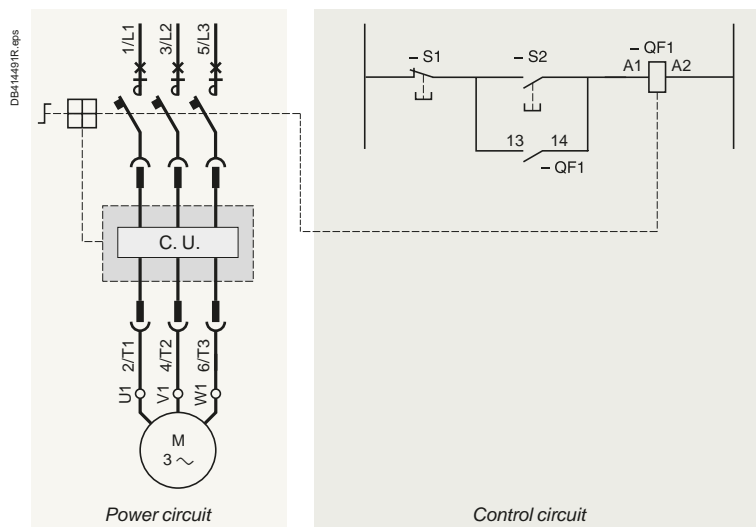 DB414491R.eps
1/L1
3/L2
5/L3
C. U.
2/T1
4/T2
6/T3
U1
V1
W1
M
3 ～
Power circuit
– S1
– S2
– QF1
A1
A2
13
14
– QF1
Control circuit